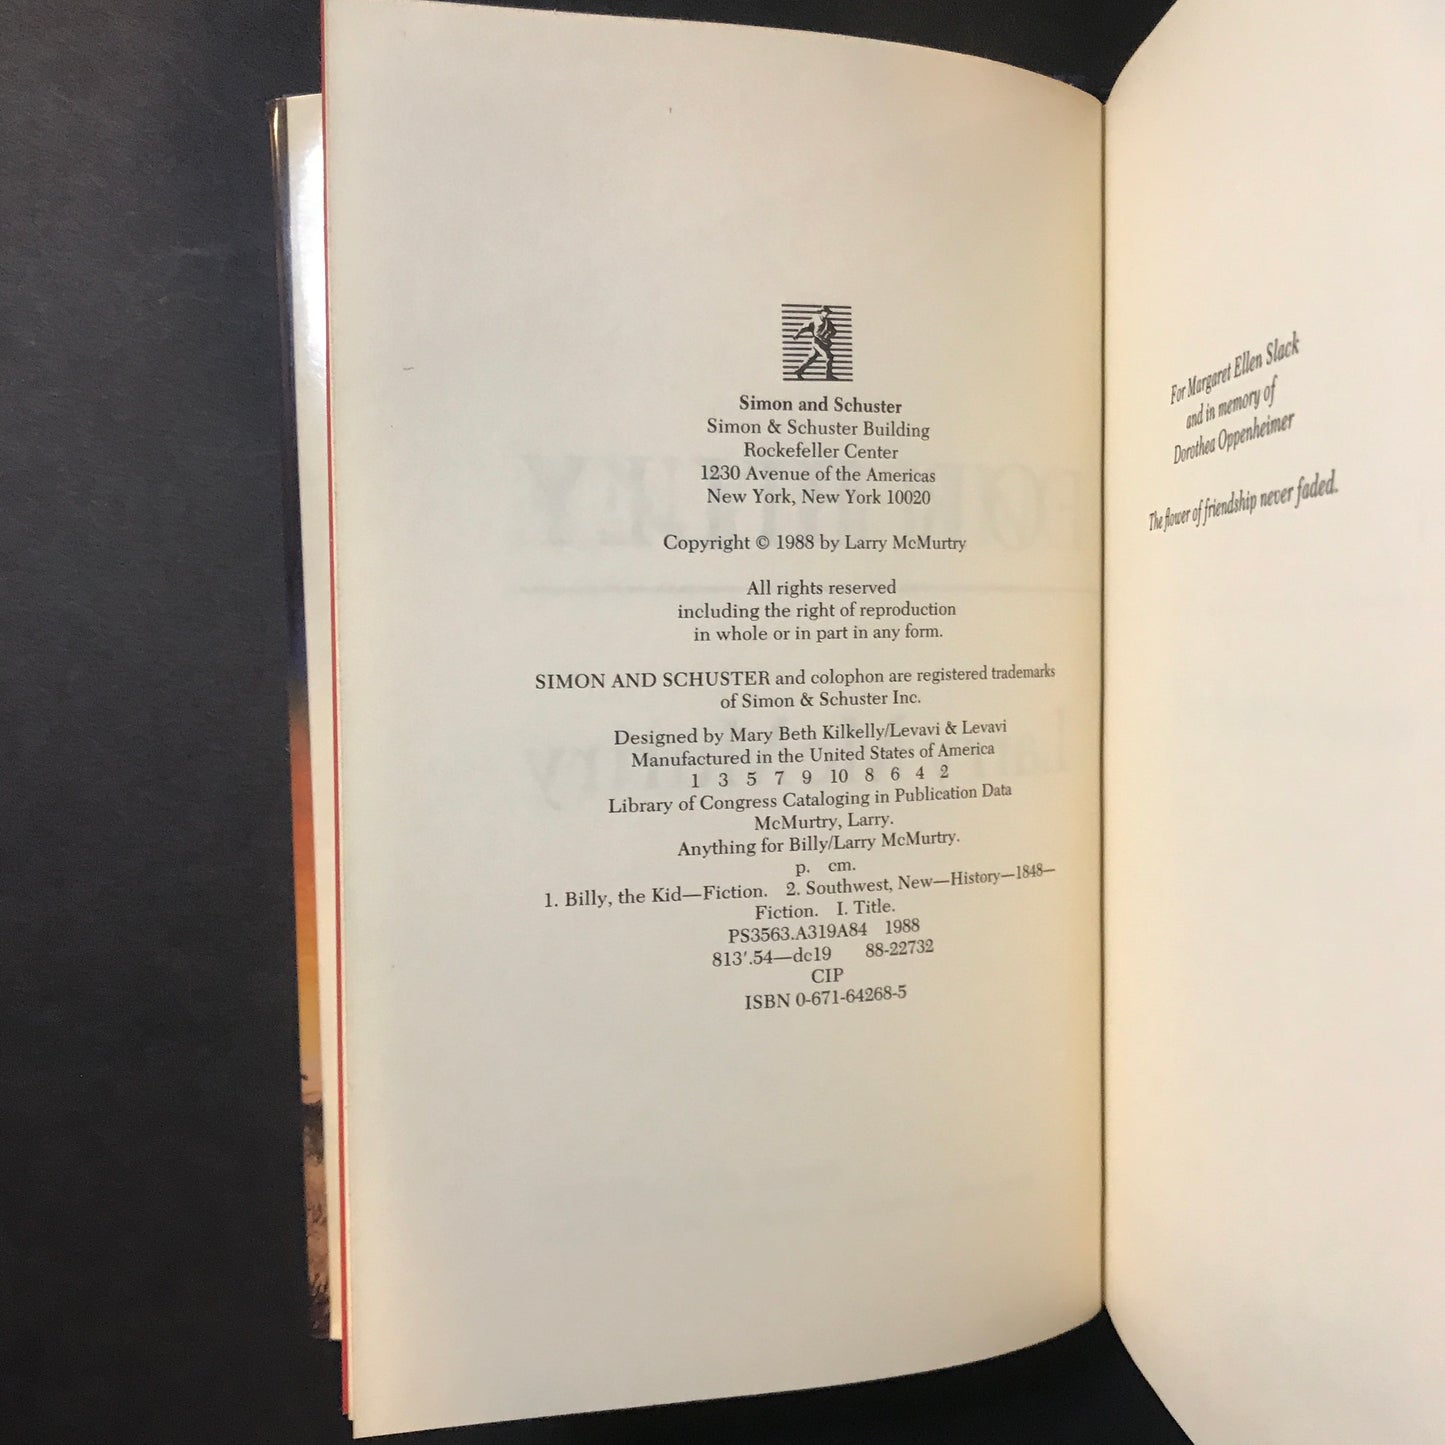 Simon and Schuster
Simon & Schuster Building
Rockefeller Center
1230 Avenue of the Americas
New York, New York 10020
Copyright © 1988 by Larry McMurtry
All rights reserved
including the right of reproduction
in whole or in part in any form.
SIMON AND SCHUSTER and colophon are registered trademarks
of Simon & Schuster Inc.
Designed by Mary Beth Kilkelly/Levavi & Levavi
Manufactured in the United States of America
1 3 5 7 9 10 8 6 4 2
Library of Congress Cataloging in Publication Data
McMurtry, Larry.
Anything for Billy/Larry McMurtry.
p. cm.
1. Billy, the Kid—Fiction. 2. Southwest, New—History—1848—
Fiction. I. Title.
PS3563.A319A84 1988
813′.54—dc19 88-22732
CIP
ISBN 0-671-64268-5
For Margaret Ellen Slack
and in memory of
Dorothea Oppenheimer
The flower of friendship never faded.